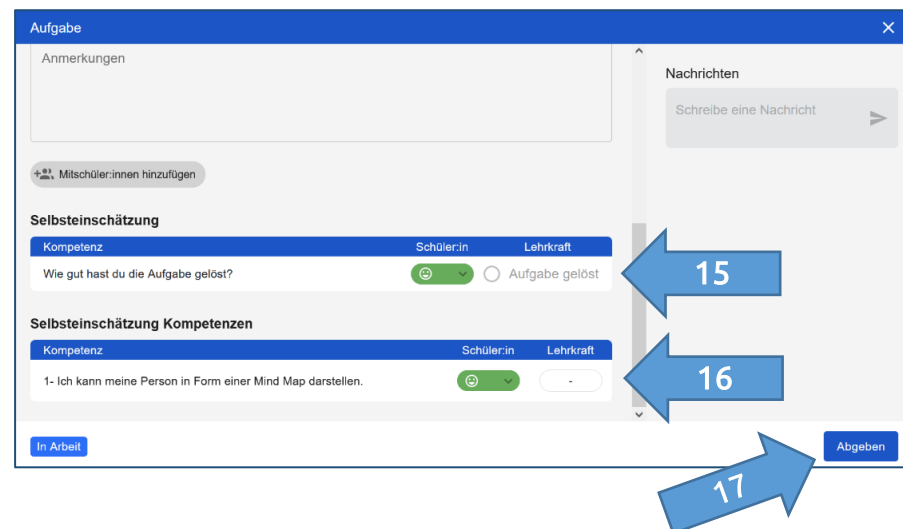 Aufgabe
Anmerkungen
Nachrichten
Schreibe eine Nachricht
Mitschüler:innen hinzufügen
Selbsteinschätzung
Kompetenz Schüler:in Lehrkraft
Wie gut hast du die Aufgabe gelöst? Aufgabe gelöst
15
Selbsteinschätzung Kompetenzen
Kompetenz Schüler:in Lehrkraft
1- Ich kann meine Person in Form einer Mind Map darstellen. -
16
In Arbeit
Abgeben
17